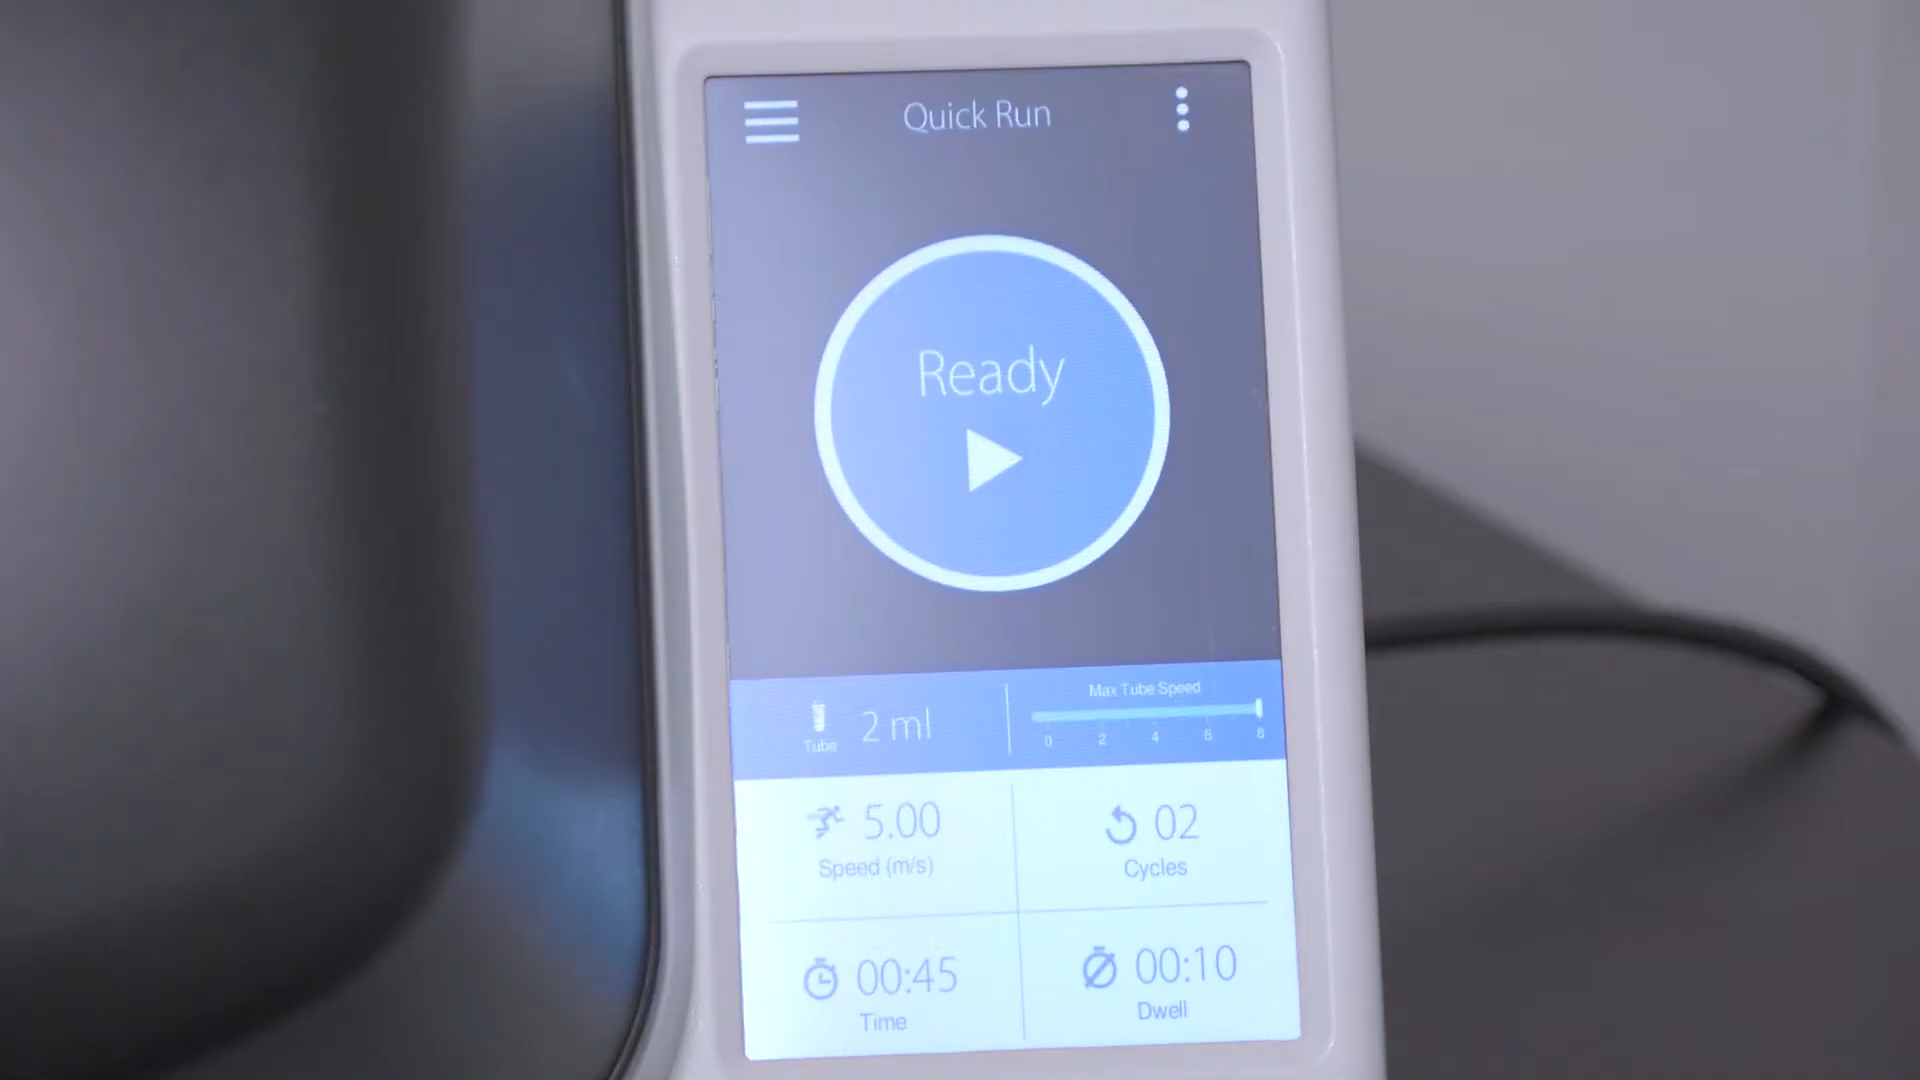 Quick Run
Ready
Tube 2 ml
Max Tube Speed
0 2 4 6 8
5.00
Speed (m/s)
02
Cycles
00:45
Time
00:10
Dwell